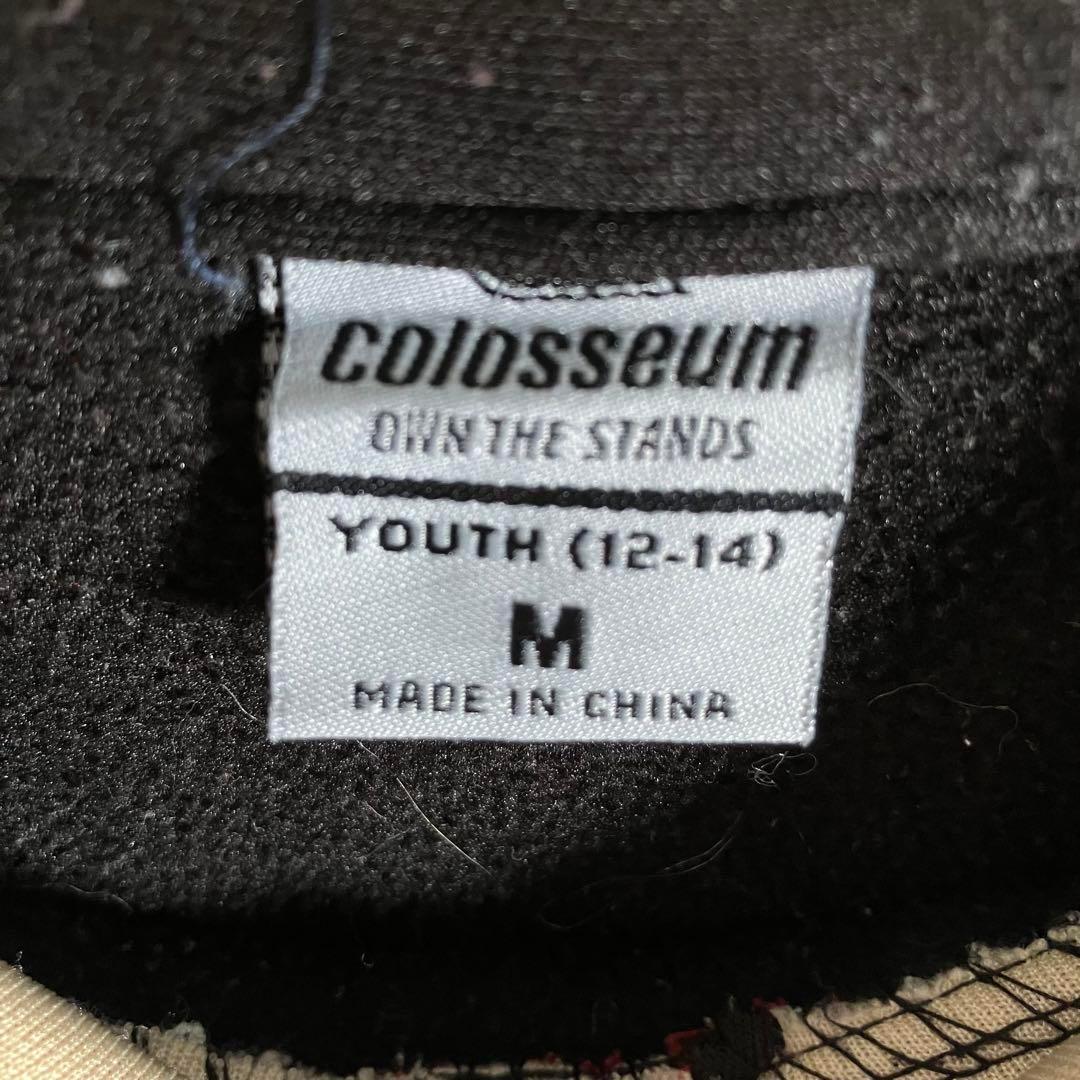 colosseum
OWN THE STANDS
YOUTH (12-14)
M
MADE IN CHINA